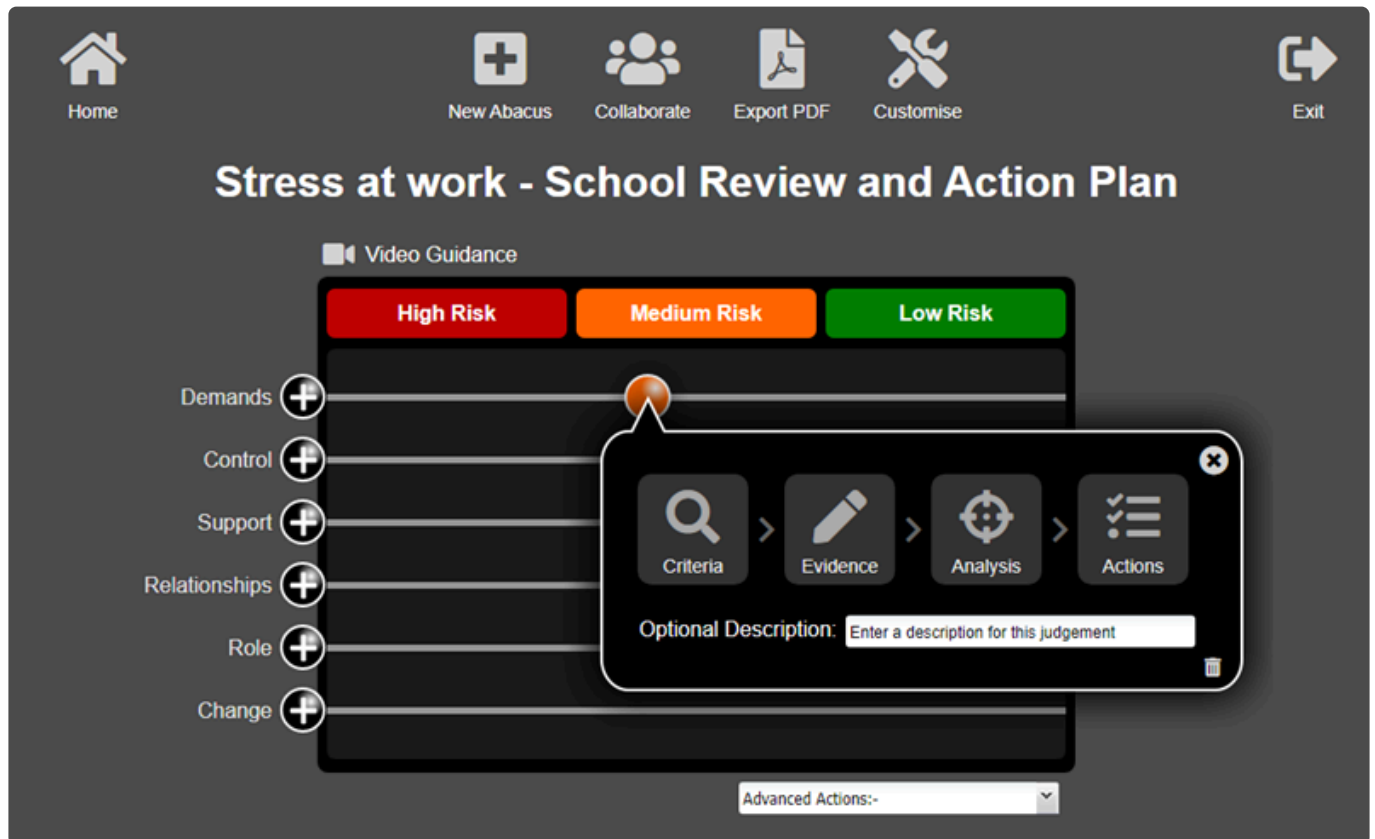 Home
New Abacus
Collaborate
Export PDF
Customise
Exit
Stress at work - School Review and Action Plan
Video Guidance
High Risk
Medium Risk
Low Risk
Demands
Control
Support
Relationships
Role
Change
Criteria
Evidence
Analysis
Actions
Optional Description:
Enter a description for this judgement
Advanced Actions:-